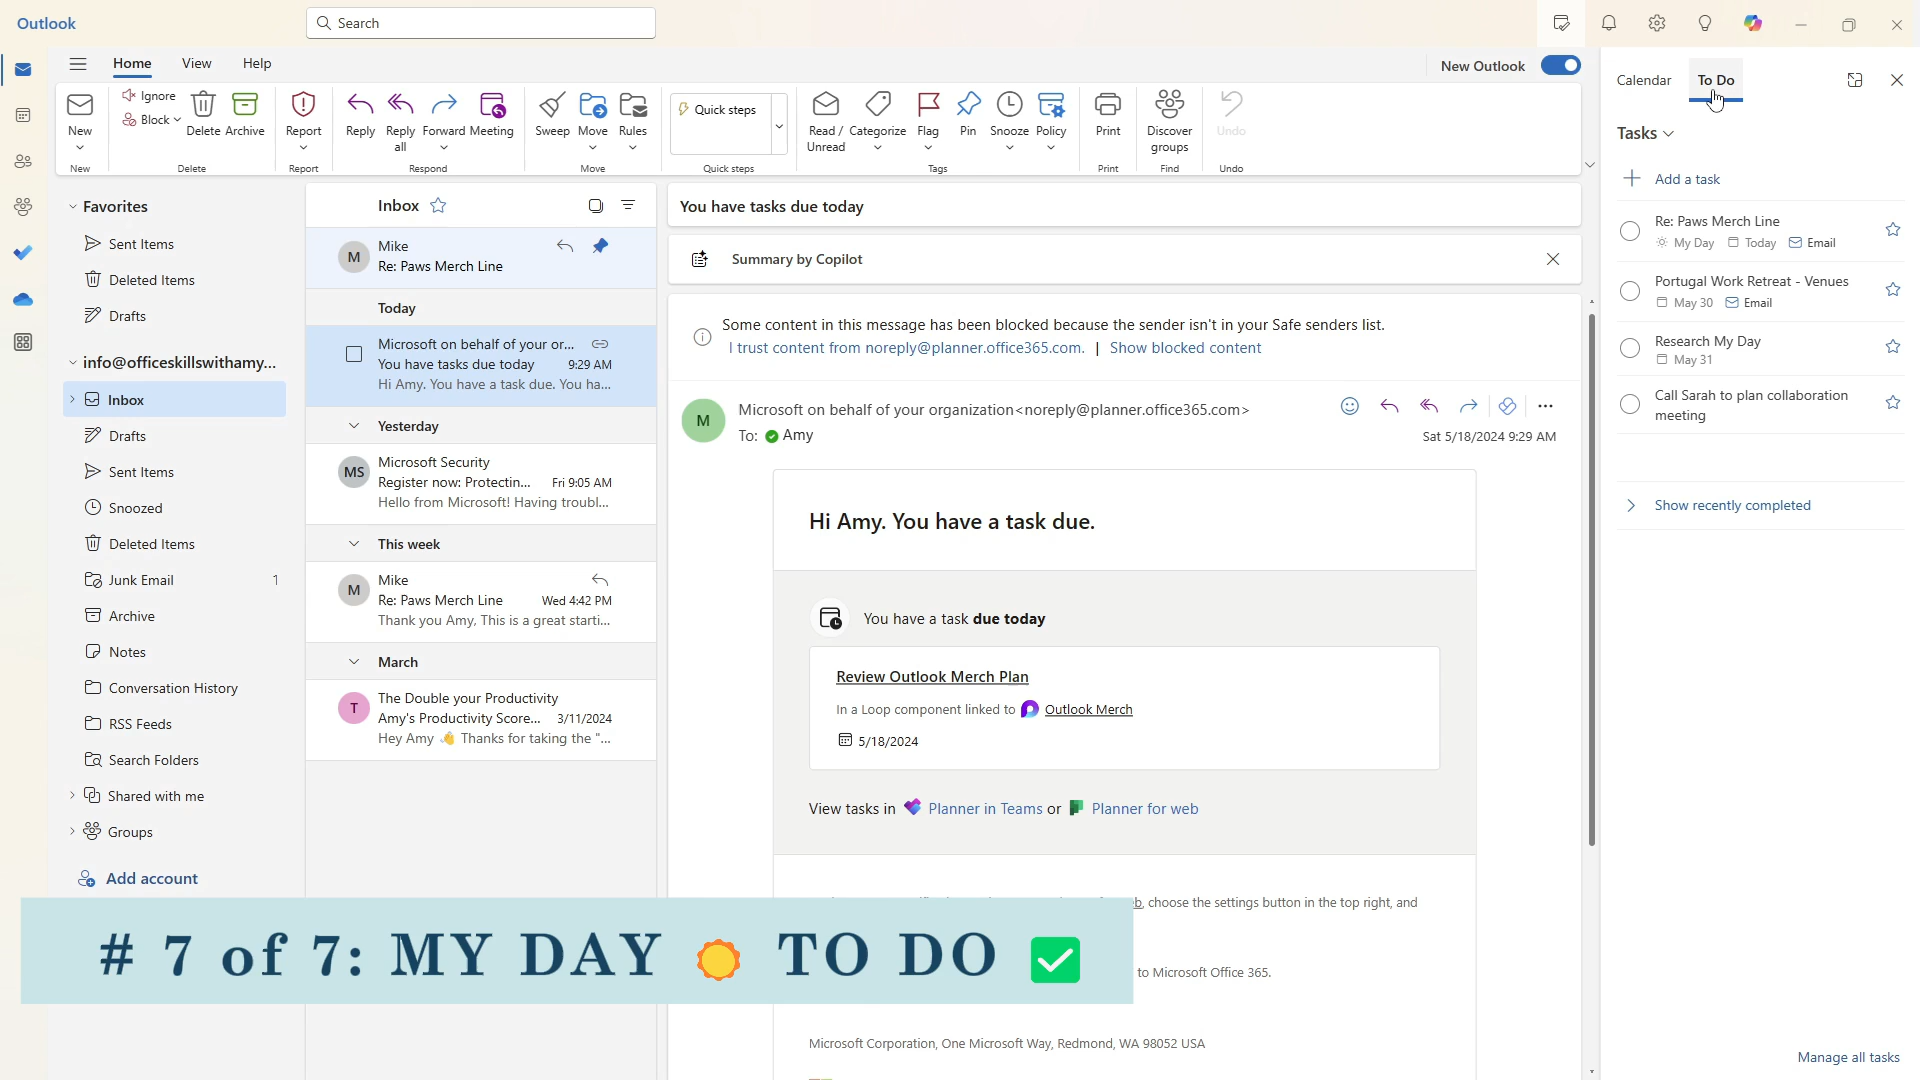 Outlook
Search
Home View Help
New Outlook
Calendar To Do
New
Ignore
Block
Delete Archive
Report
Reply
Reply all
Forward Meeting
Sweep Move Rules
Quick steps
Read / Unread
Categorize
Flag
Pin
Snooze
Policy
Print
Discover groups
Undo
New Delete Report Respond Move Quick steps Tags Print Find Undo
Favorites
Sent Items
Deleted Items
Drafts
info@officeskillswithamy...
Inbox
Drafts
Sent Items
Snoozed
Deleted Items
Junk Email 1
Archive
Notes
Conversation History
RSS Feeds
Search Folders
Shared with me
Groups
Add account
Inbox
M
Mike
Re: Paws Merch Line
Today
Microsoft on behalf of your or...
You have tasks due today 9:29 AM
Hi Amy. You have a task due. You ha...
Yesterday
MS
Microsoft Security
Register now: Protectin... Fri 9:05 AM
Hello from Microsoft! Having troubl...
This week
M
Mike
Re: Paws Merch Line Wed 4:42 PM
Thank you Amy, This is a great starti...
March
T
The Double your Productivity
Amy's Productivity Score... 3/11/2024
Hey Amy 👋 Thanks for taking the "...
You have tasks due today
Summary by Copilot
Some content in this message has been blocked because the sender isn't in your Safe senders list.
I trust content from noreply@planner.office365.com. | Show blocked content
M
Microsoft on behalf of your organization<noreply@planner.office365.com>
To: Amy
Sat 5/18/2024 9:29 AM
Hi Amy. You have a task due.
You have a task due today
Review Outlook Merch Plan
In a Loop component linked to Outlook Merch
5/18/2024
View tasks in Planner in Teams or Planner for web
b, choose the settings button in the top right, and
to Microsoft Office 365.
Microsoft Corporation, One Microsoft Way, Redmond, WA 98052 USA
Tasks
Add a task
Re: Paws Merch Line
My Day Today Email
Portugal Work Retreat - Venues
May 30 Email
Research My Day
May 31
Call Sarah to plan collaboration
meeting
Show recently completed
Manage all tasks
# 7 of 7: MY DAY TO DO ✅